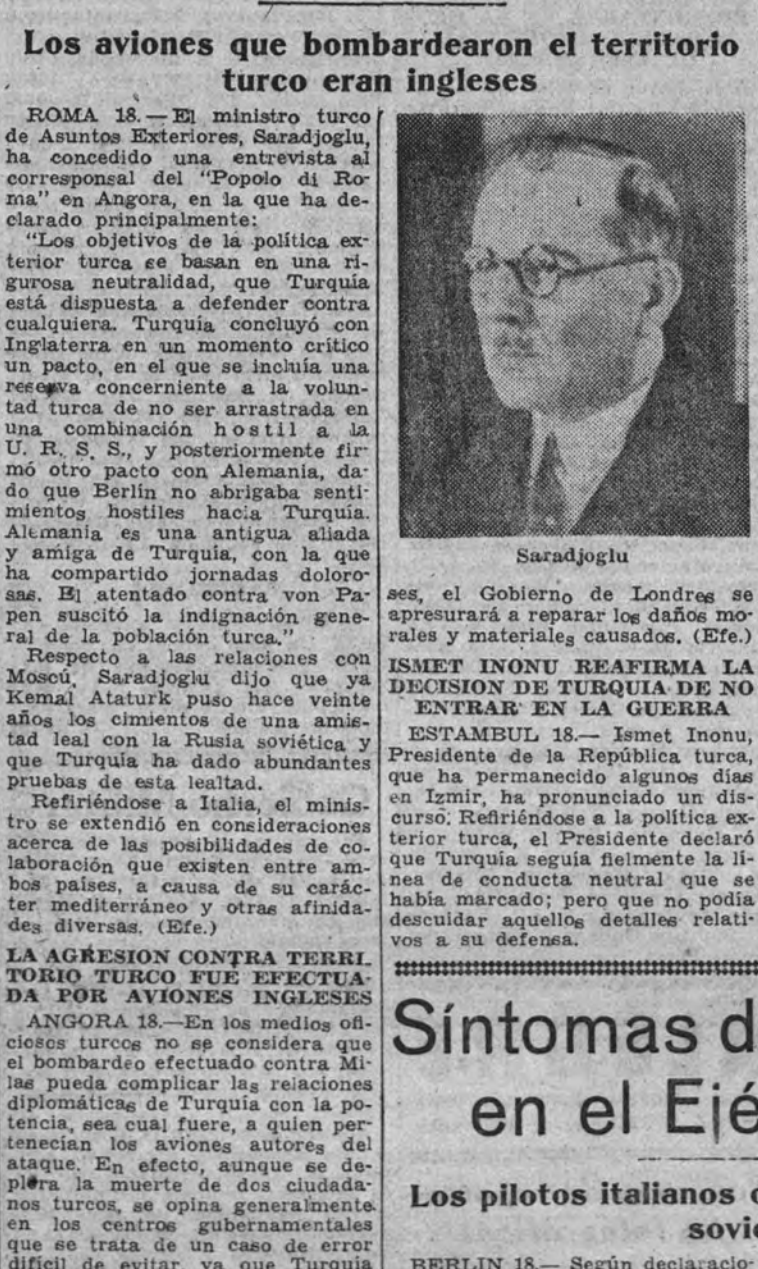 Los aviones que bombardearon el territorio
turco eran ingleses
ROMA 18.—El ministro turco
de Asuntos Exteriores, Saradjoglu,
ha concedido una entrevista al
corresponsal del "Popolo di Ro-
ma" en Angora, en la que ha de-
clarado principalmente:
"Los objetivos de la política ex-
terior turca se basan en una ri-
gurosa neutralidad, que Turquía
está dispuesta a defender contra
cualquiera. Turquía concluyó con
Inglaterra en un momento crítico
un pacto, en el que se incluía una
reserva concerniente a la volun-
tad turca de no ser arrastrada en
una combinación hostil a la
U. R. S. S., y posteriormente fir-
mó otro pacto con Alemania, da-
do que Berlín no abrigaba senti-
mientos hostiles hacia Turquía.
Alemania es una antigua aliada
y amiga de Turquía, con la que
ha compartido jornadas doloro-
sas. El atentado contra von Pa-
pen suscitó la indignación gene-
ral de la población turca."
Respecto a las relaciones con
Moscú, Saradjoglu dijo que ya
Kemal Ataturk puso hace veinte
años los cimientos de una amis-
tad leal con la Rusia soviética y
que Turquía ha dado abundantes
pruebas de esta lealtad.
Refiriéndose a Italia, el minis-
tro se extendió en consideraciones
acerca de las posibilidades de co-
laboración que existen entre am-
bos países, a causa de su carác-
ter mediterráneo y otras afinida-
des diversas. (Efe.)
LA AGRESION CONTRA TERRI-
TORIO TURCO FUE EFECTUA-
DA POR AVIONES INGLESES
ANGORA 18.—En los medios ofi-
ciosos turcos no se considera que
el bombardeo efectuado contra Mi-
las pueda complicar las relaciones
diplomáticas de Turquía con la po-
tencia, sea cual fuere, a quien per-
tenecían los aviones autores del
ataque. En efecto, aunque se de-
plora la muerte de dos ciudada-
nos turcos, se opina generalmente
en los centros gubernamentales
que se trata de un caso de error
difícil de evitar, ya que Turquía
Saradjoglu
ses, el Gobierno de Londres se
apresurará a reparar los daños mo-
rales y materiales causados. (Efe.)
ISMET INONU REAFIRMA LA
DECISION DE TURQUIA DE NO
ENTRAR EN LA GUERRA
ESTAMBUL 18.— Ismet Inonu,
Presidente de la República turca,
que ha permanecido algunos días
en Izmir, ha pronunciado un dis-
curso. Refiriéndose a la política ex-
terior turca, el Presidente declaró
que Turquía seguía fielmente la lí-
nea de conducta neutral que se
había marcado; pero que no podía
descuidar aquellos detalles relati-
vos a su defensa.
Síntomas d
en el Ejé
Los pilotos italianos
sovié
BERLIN 18.— Según declaracio-